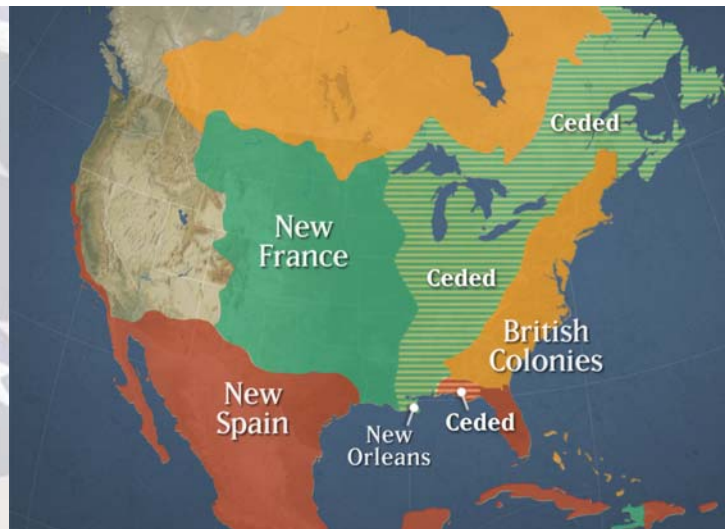 Ceded
New
France
Ceded
British
Colonies
New
Spain
New
Orleans
Ceded